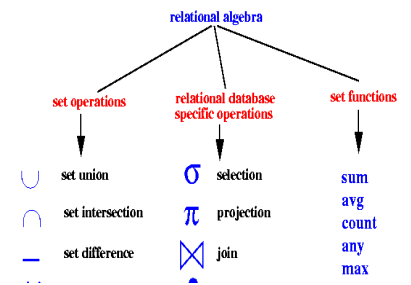 relational algebra
set operations
relational database
specific operations
set functions
∪ set union
∩ set intersection
– set difference
σ selection
π projection
⋈ join
sum
avg
count
any
max